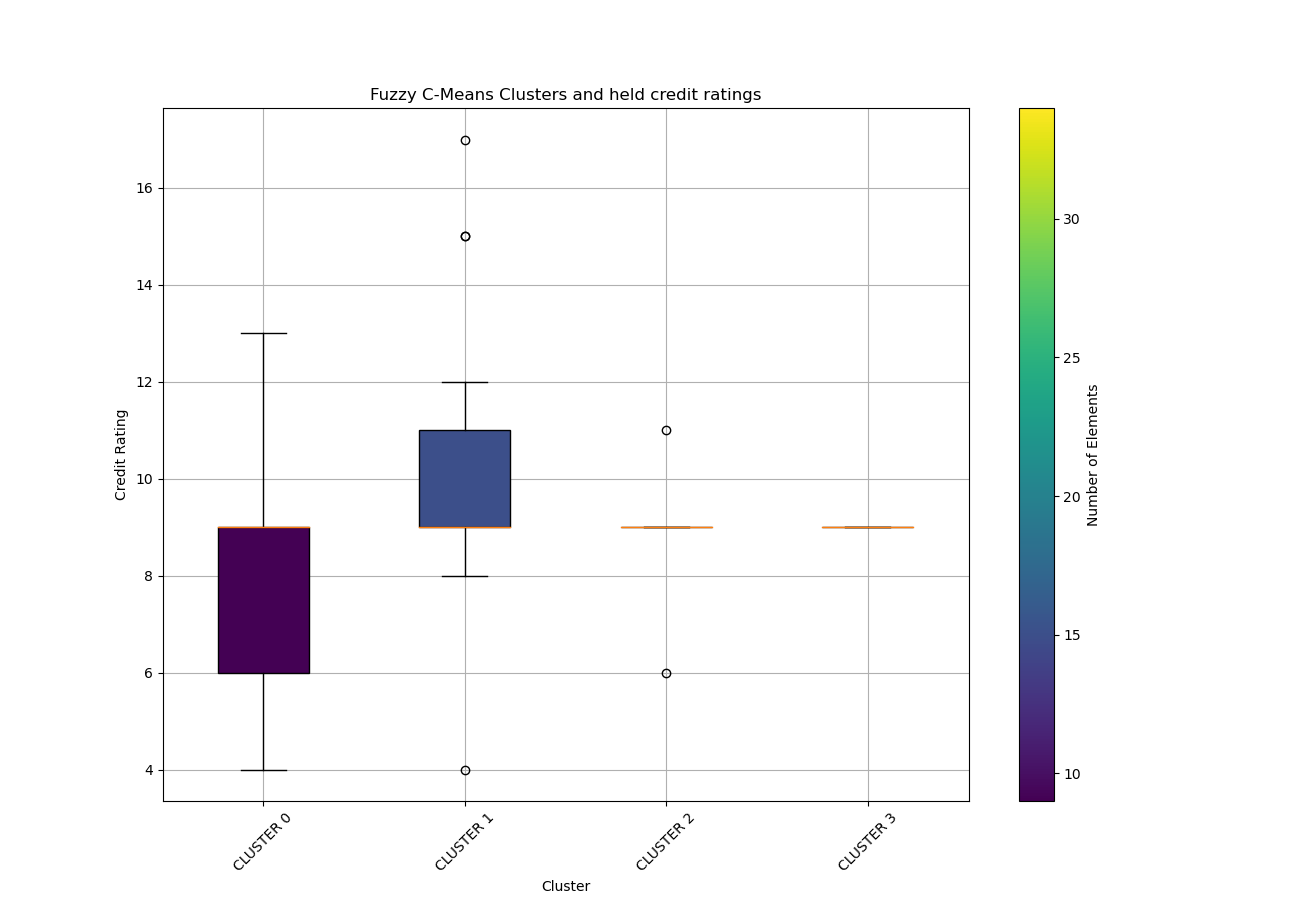 Fuzzy C-Means Clusters and held credit ratings
16
14
12
10
8
6
4
Credit Rating
CLUSTER 0
CLUSTER 1
CLUSTER 2
CLUSTER 3
Cluster
30
25
20
15
10
Number of Elements